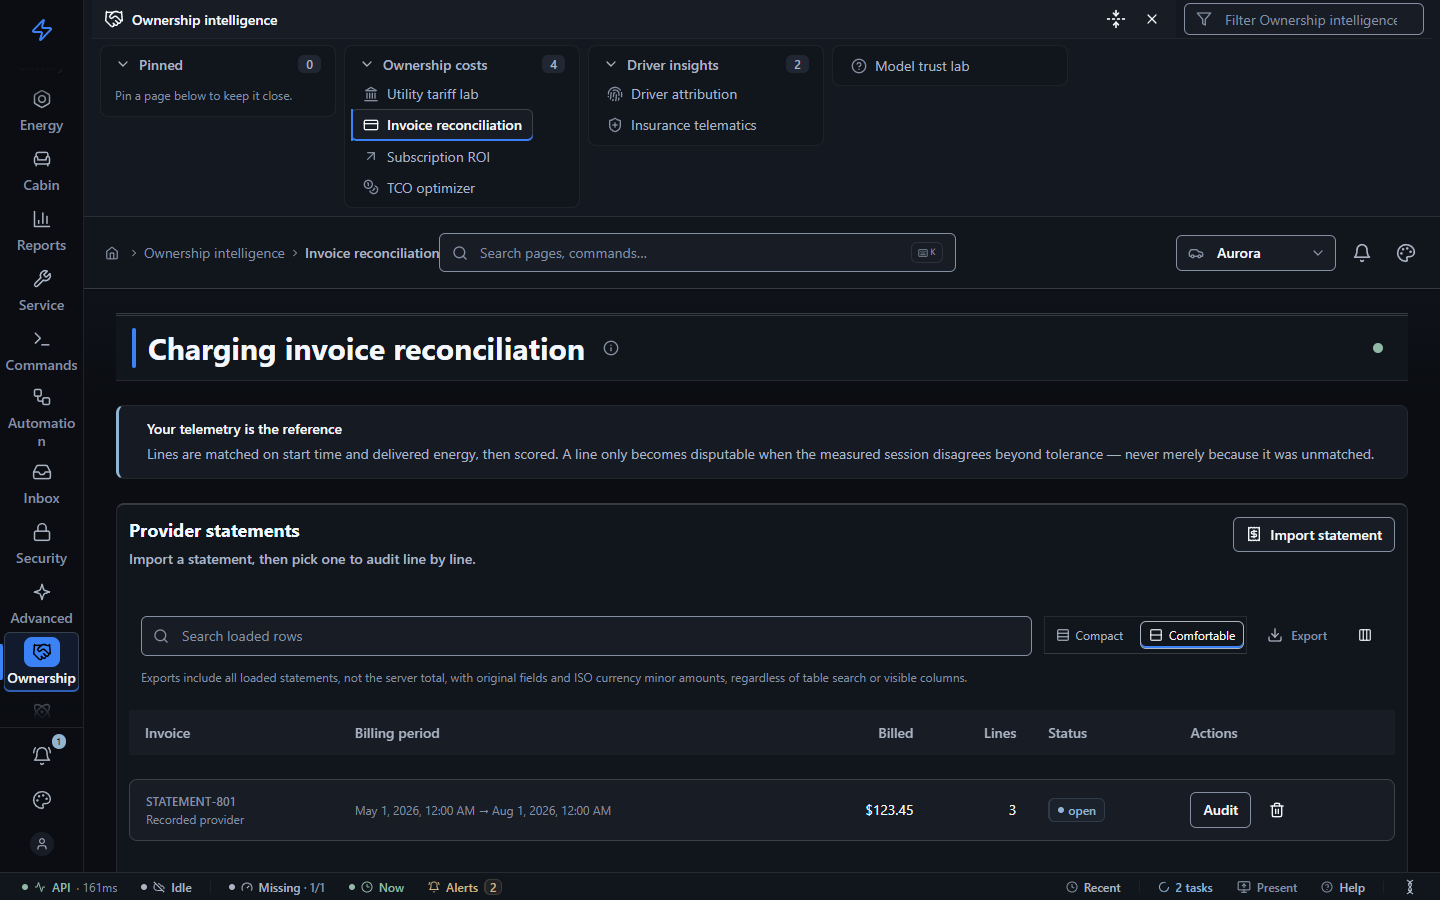 Ownership intelligence
Filter Ownership intelligence
Pinned 0
Pin a page below to keep it close.
Ownership costs 4
Utility tariff lab
Invoice reconciliation
Subscription ROI
TCO optimizer
Driver insights 2
Driver attribution
Insurance telematics
Model trust lab
Energy
Cabin
Reports
Service
Commands
Automatio
n
Inbox
Security
Advanced
Ownership
1
Ownership intelligence
Invoice reconciliation
Search pages, commands...
K
Aurora
Charging invoice reconciliation
Your telemetry is the reference
Lines are matched on start time and delivered energy, then scored. A line only becomes disputable when the measured session disagrees beyond tolerance — never merely because it was unmatched.
Provider statements
Import a statement, then pick one to audit line by line.
Import statement
Search loaded rows
Compact
Comfortable
Export
Exports include all loaded statements, not the server total, with original fields and ISO currency minor amounts, regardless of table search or visible columns.
Invoice Billing period Billed Lines Status Actions
STATEMENT-801
Recorded provider
May 1, 2026, 12:00 AM → Aug 1, 2026, 12:00 AM
$123.45
3
open
Audit
API · 161ms
Idle
Missing · 1/1
Now
Alerts 2
Recent
2 tasks
Present
Help